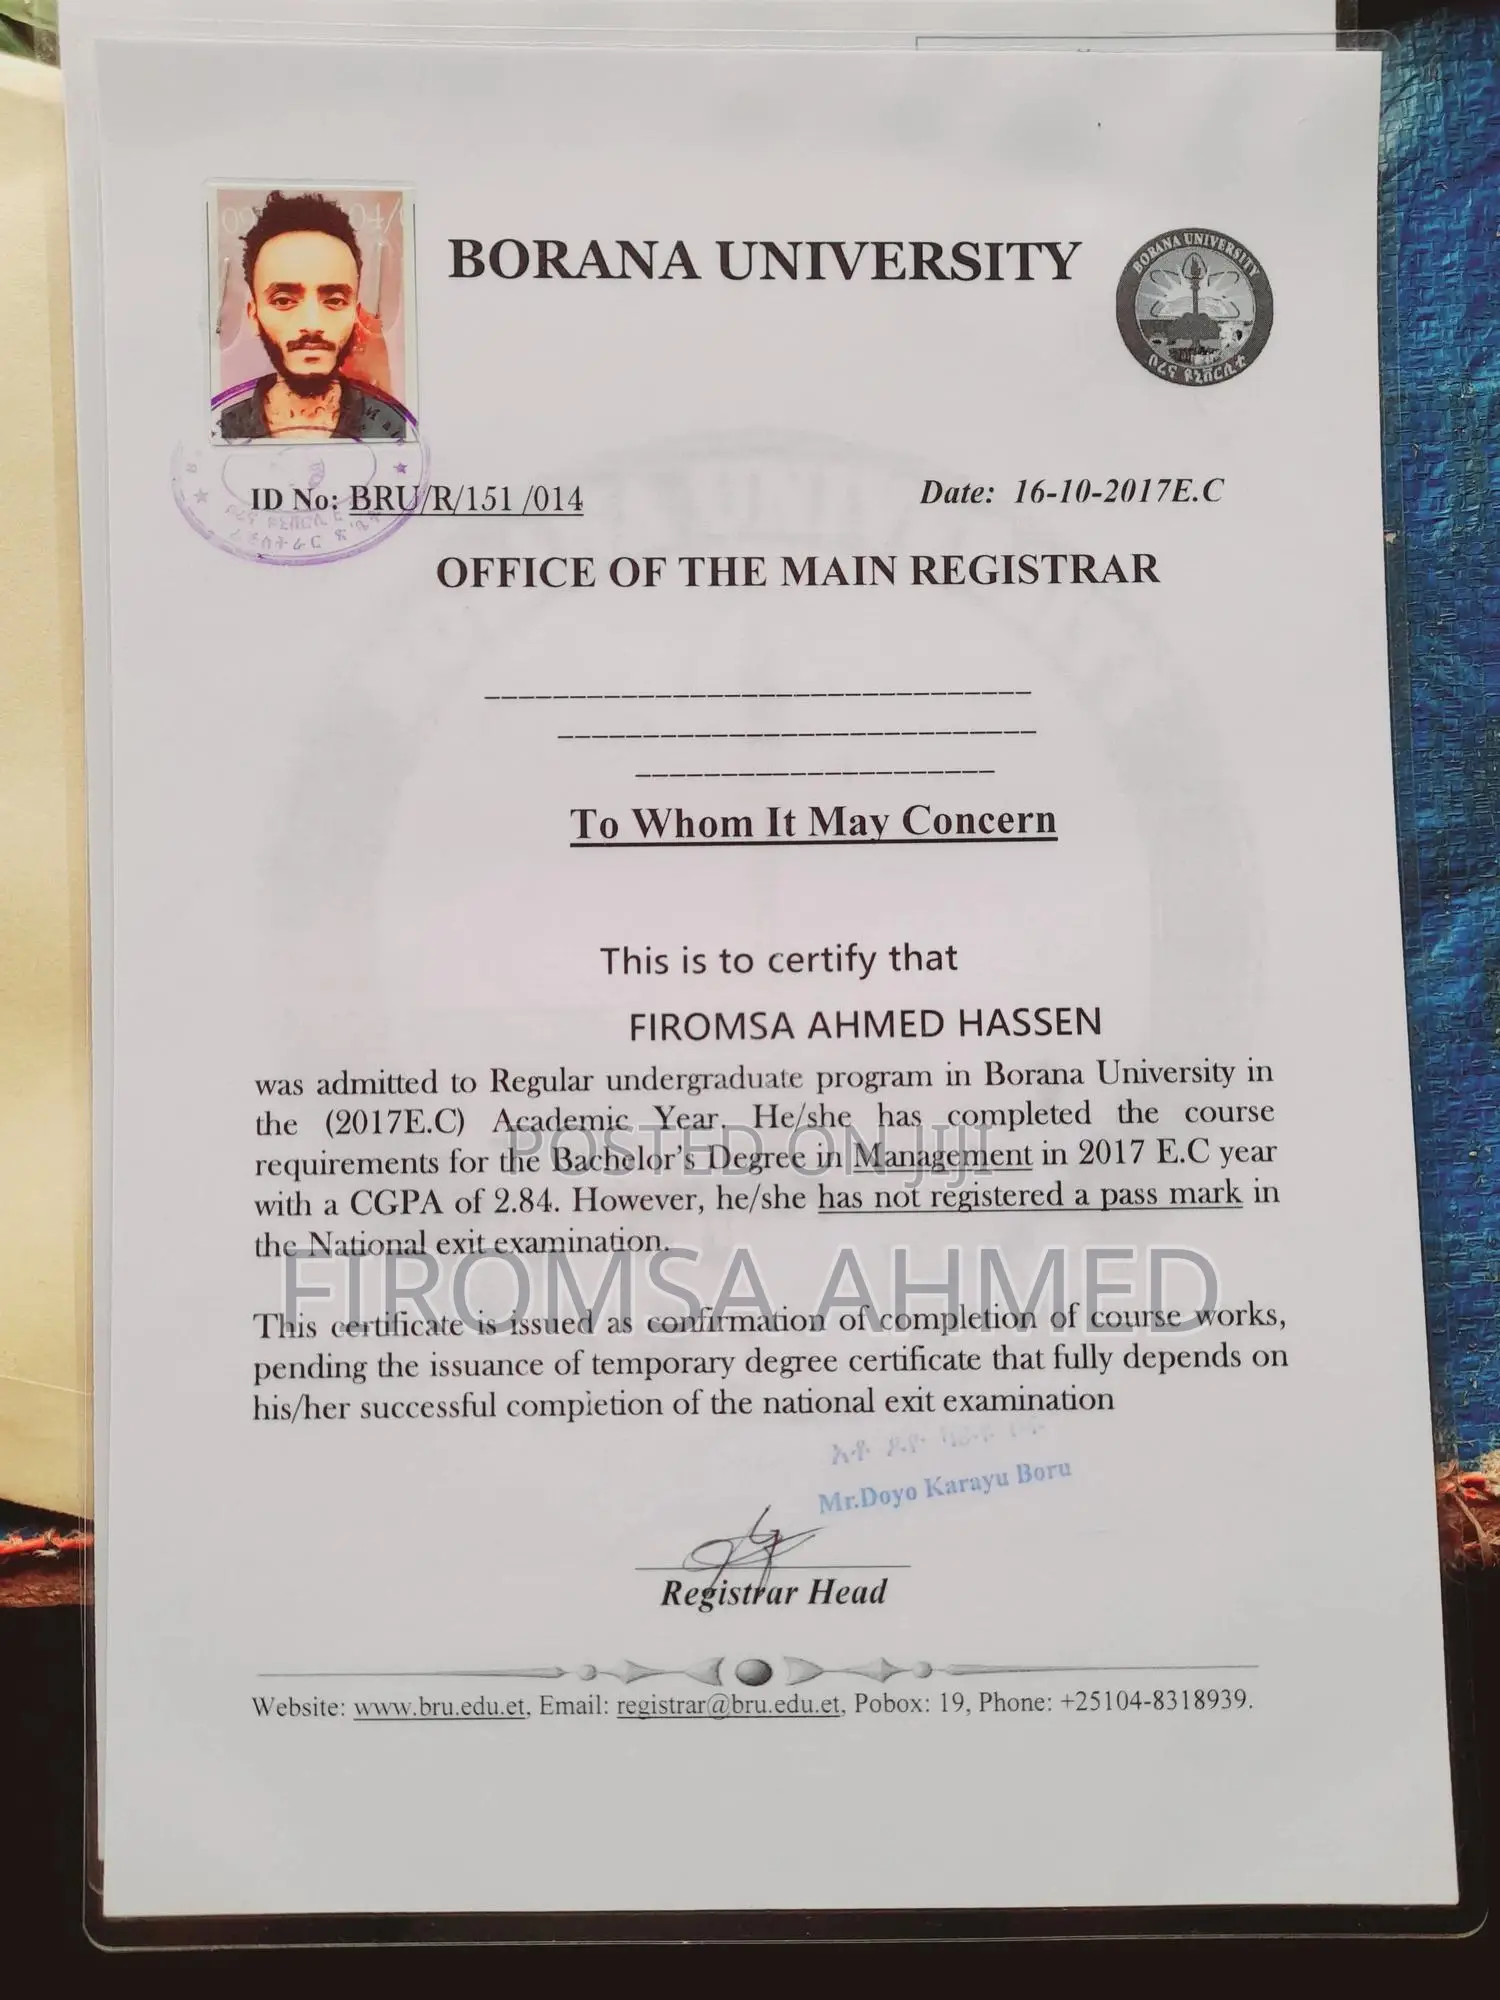 BORANA UNIVERSITY
BORANA UNIVERSITY
ቦረና ዩኒቨርሲቲ
ID No: BRU/R/151 /014
Date: 16-10-2017E.C
OFFICE OF THE MAIN REGISTRAR
To Whom It May Concern
This is to certify that
FIROMSA AHMED HASSEN
was admitted to Regular undergraduate program in Borana University in
the (2017E.C) Academic Year. He/she has completed the course
requirements for the Bachelor's Degree in Management in 2017 E.C year
with a CGPA of 2.84. However, he/she has not registered a pass mark in
the National exit examination.
POSTED ON JIJI
FIROMSA AHMED
This certificate is issued as confirmation of completion of course works,
pending the issuance of temporary degree certificate that fully depends on
his/her successful completion of the national exit examination
Mr.Doyo Karayu Boru
Registrar Head
Website: www.bru.edu.et, Email: registrar@bru.edu.et, Pobox: 19, Phone: +25104-8318939.